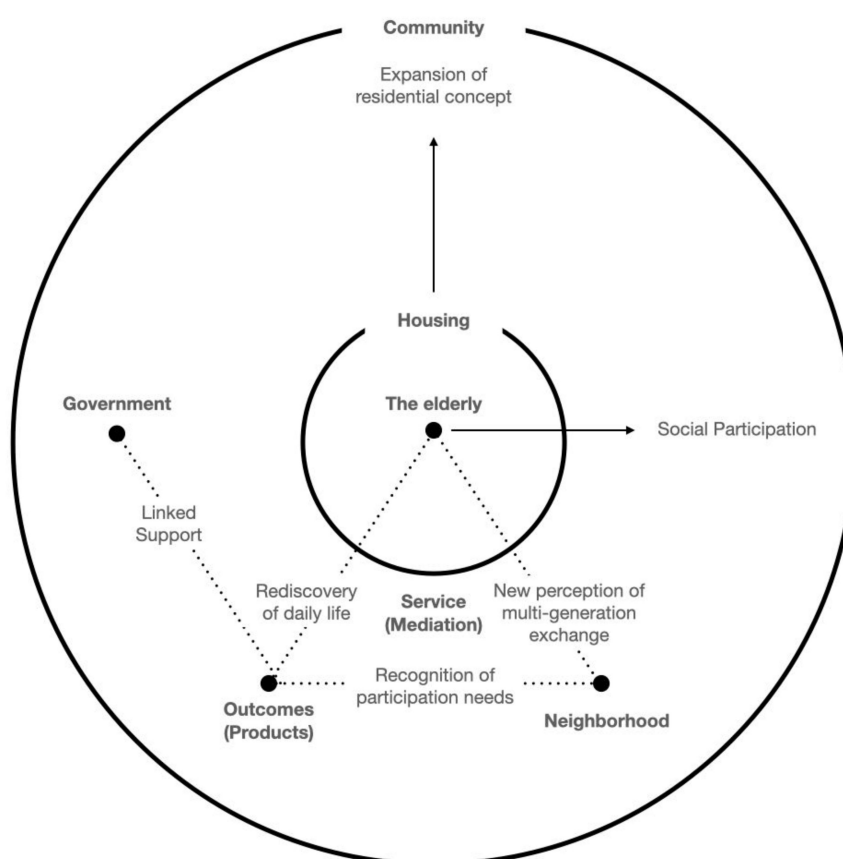 Community
Expansion of
residential concept
Housing
Government
The elderly
Social Participation
Linked
Support
Rediscovery
of daily life
Service
(Mediation)
New perception of
multi-generation
exchange
Recognition of
participation needs
Outcomes
(Products)
Neighborhood